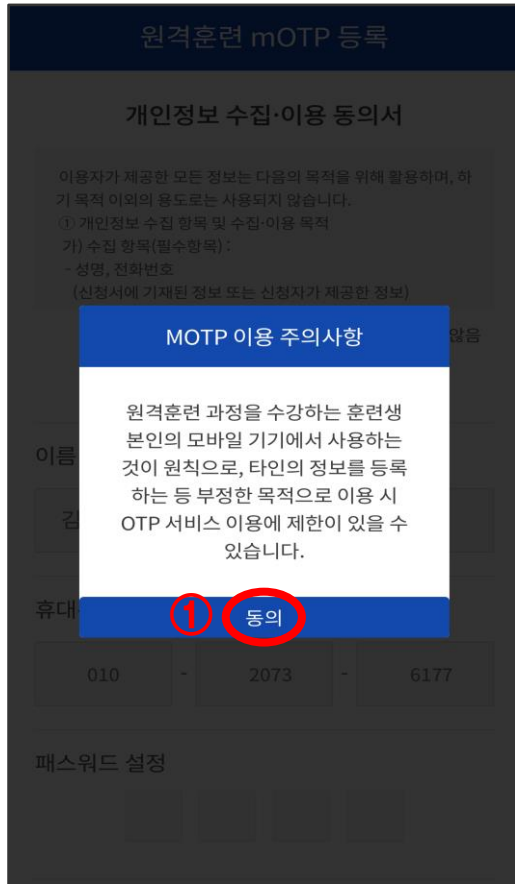 원격훈련 mOTP 등록
개인정보 수집·이용 동의서
이용자가 제공한 모든 정보는 다음의 목적을 위해 활용하며, 하
기 목적 이외의 용도로는 사용되지 않습니다.
① 개인정보 수집 항목 및 수집·이용 목적
가) 수집 항목(필수항목) :
- 성명, 전화번호
(신청서에 기재된 정보 또는 신청자가 제공한 정보)
않음
MOTP 이용 주의사항
원격훈련 과정을 수강하는 훈련생
본인의 모바일 기기에서 사용하는
것이 원칙으로, 타인의 정보를 등록
하는 등 부정한 목적으로 이용 시
OTP 서비스 이용에 제한이 있을 수
있습니다.
이름
김
휴대
① 동의
010 - 2073 - 6177
패스워드 설정